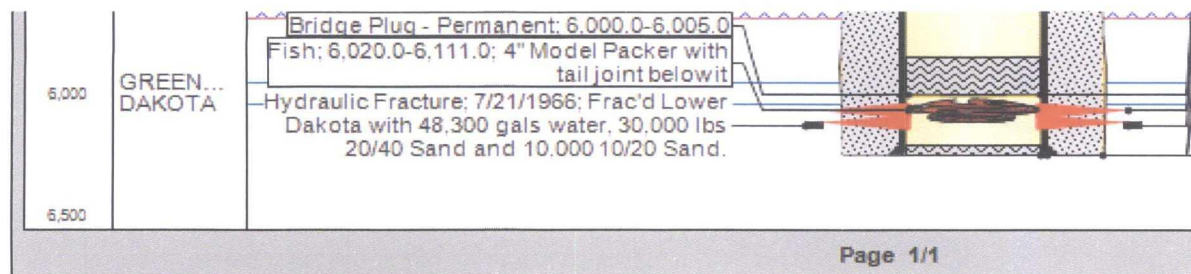 Bridge Plug - Permanent; 6,000.0-6,005.0
Fish; 6,020.0-6,111.0; 4" Model Packer with
tail joint belowit
6,000
GREEN...
DAKOTA
Hydraulic Fracture; 7/21/1966; Frac'd Lower
Dakota with 48,300 gals water, 30,000 lbs
20/40 Sand and 10,000 10/20 Sand.
6,500
Page 1/1